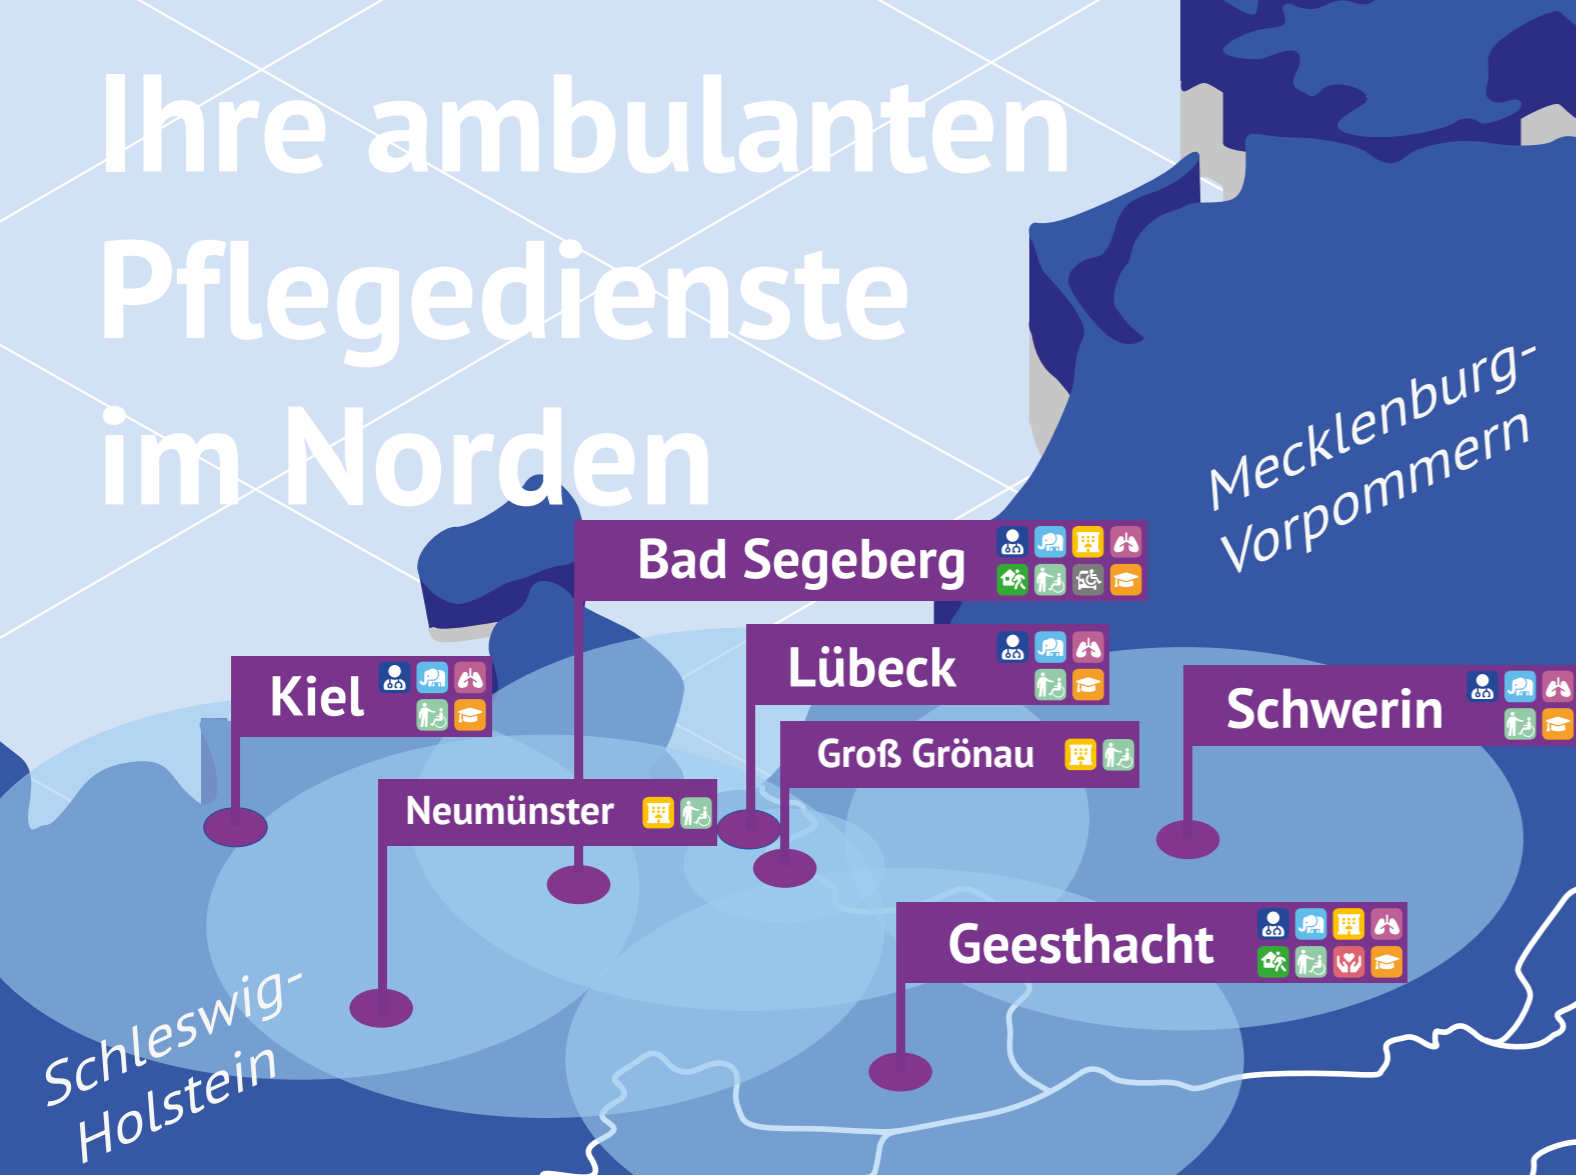 Ihre ambulanten
Pflegedienste
im Norden
Mecklenburg-
Vorpommern
Bad Segeberg
Lübeck
Kiel
Schwerin
Groß Grönau
Neumünster
Geesthacht
Schleswig-
Holstein